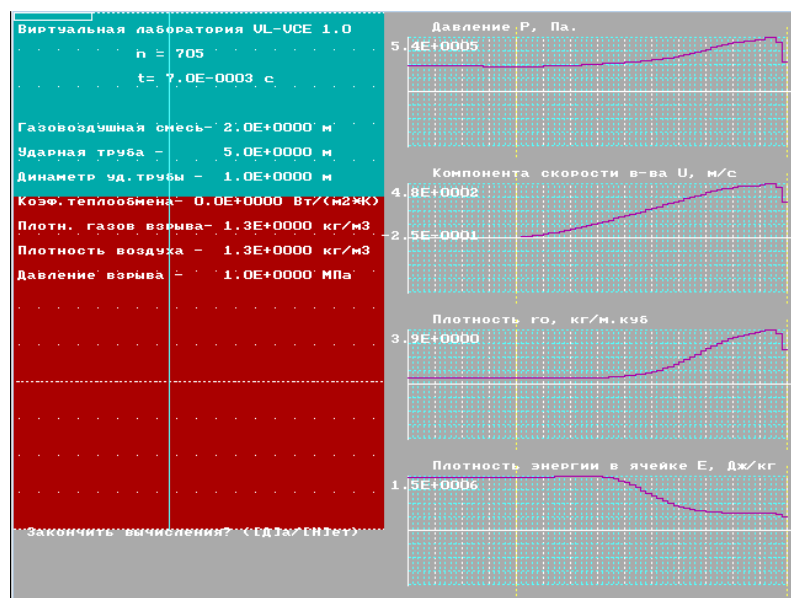 Виртуальная лаборатория VL-VCE 1.0
n = 705
t= 7.0E-0003 с
Газовоздушная смесь- 2.0E+0000 м
Ударная труба - 5.0E+0000 м
Динаметр уд.трубы - 1.0E+0000 м
Коэф.теплообмена- 0.0E+0000 Вт/(м2*К)
Плотн. газов взрыва- 1.3E+0000 кг/м3
Плотность воздуха - 1.3E+0000 кг/м3
Давление взрыва - 1.0E+0000 МПа
Закончить вычисления? ([Д]а/[Н]ет)
Давление P, Па.
5.4E+0005
Компонента скорости в-ва U, м/с
4.8E+0002
-2.5E-0001
Плотность ro, кг/м.куб
3.9E+0000
Плотность энергии в ячейке E, Дж/кг
1.5E+0006